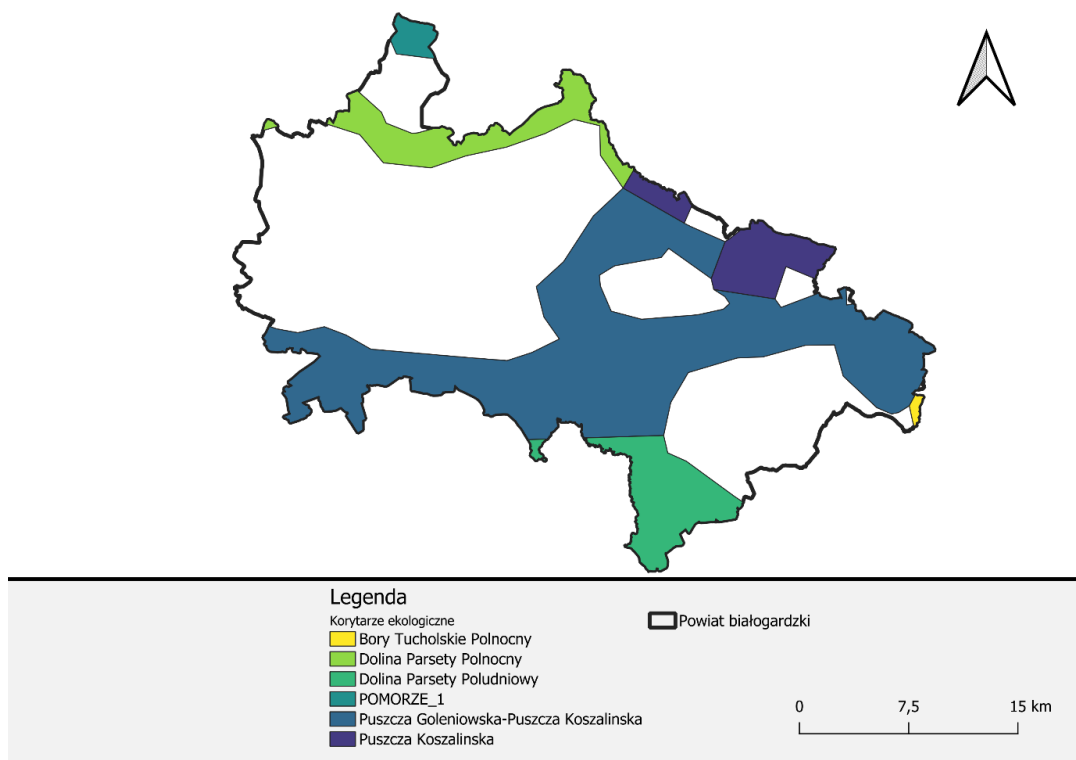 Legenda
Korytarze ekologiczne
Bory Tucholskie Polnocny
Dolina Parsety Polnocny
Dolina Parsety Poludniowy
POMORZE_1
Puszcza Goleniowska-Puszcza Koszalinska
Puszcza Koszalinska
Powiat białogardzki
0 7,5 15 km